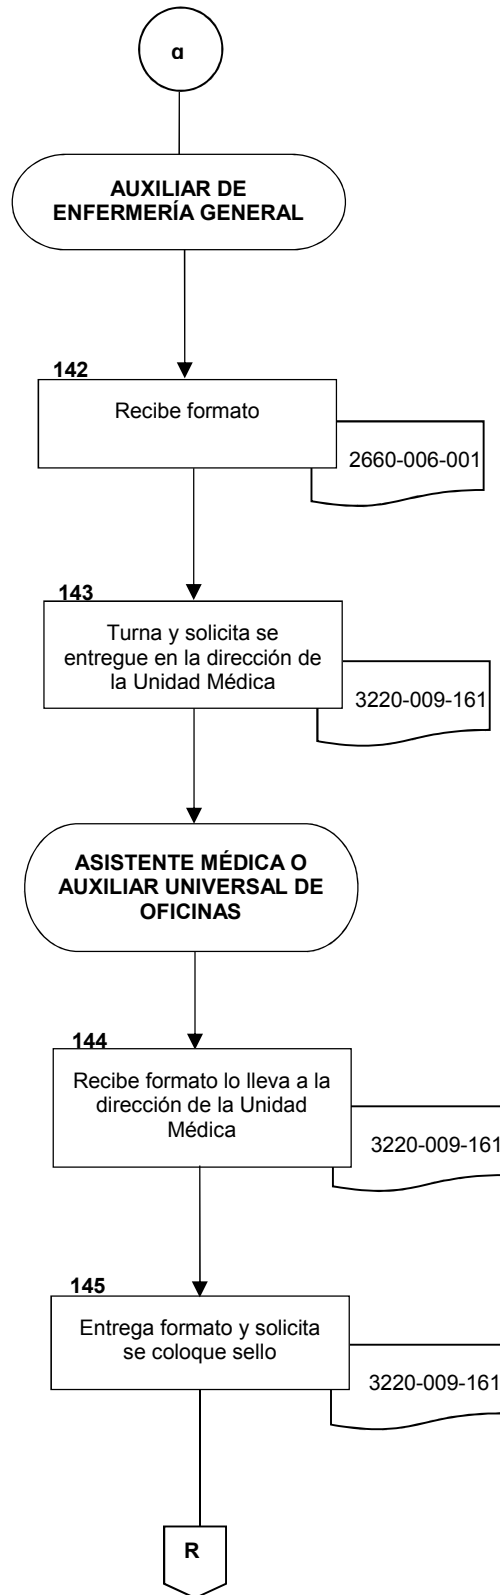 α
AUXILIAR DE
ENFERMERÍA GENERAL
142
Recibe formato
2660-006-001
143
Turna y solicita se
entregue en la dirección de
la Unidad Médica
3220-009-161
ASISTENTE MÉDICA O
AUXILIAR UNIVERSAL DE
OFICINAS
144
Recibe formato lo lleva a la
dirección de la Unidad
Médica
3220-009-161
145
Entrega formato y solicita
se coloque sello
3220-009-161
R